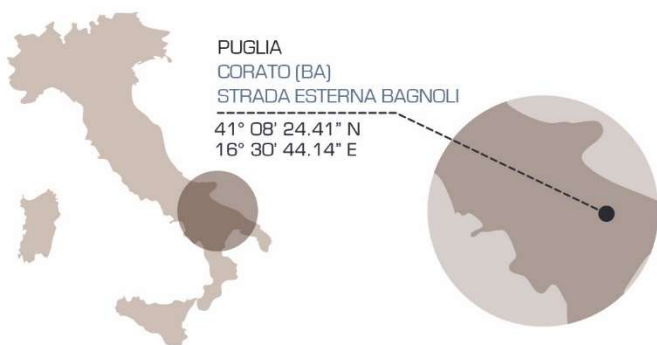 PUGLIA
CORATO (BA)
STRADA ESTERNA BAGNOLI
41° 08' 24.41" N
16° 30' 44.14" E